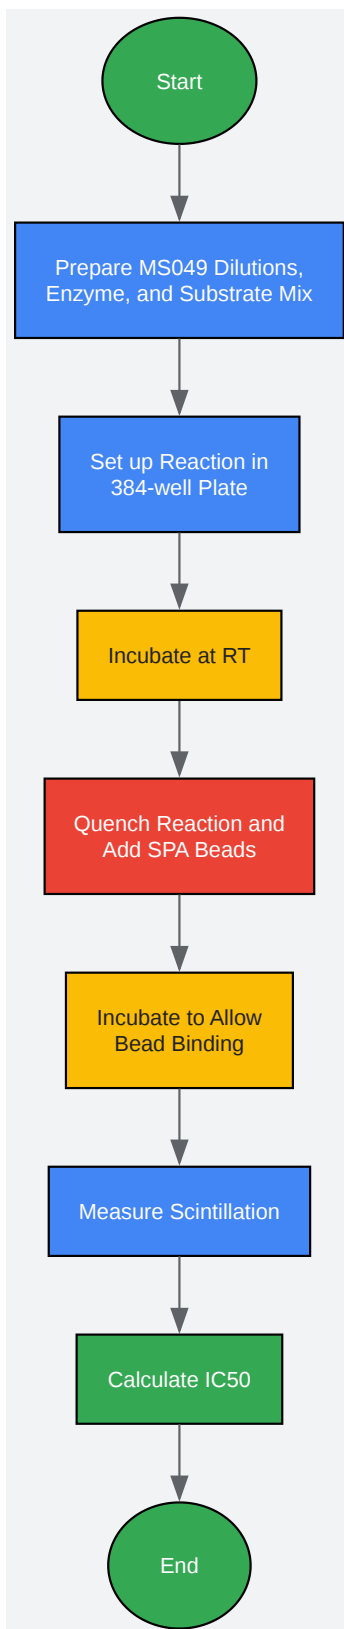 Start
Prepare MS049 Dilutions,
Enzyme, and Substrate Mix
Set up Reaction in
384-well Plate
Incubate at RT
Quench Reaction and
Add SPA Beads
Incubate to Allow
Bead Binding
Measure Scintillation
Calculate IC50
End